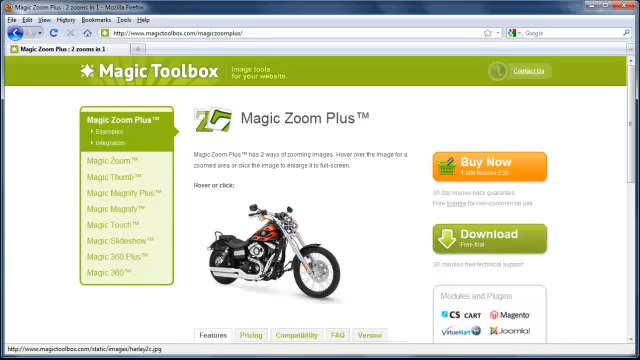 Magic Zoom Plus : 2 zooms in 1 - Mozilla Firefox
File Edit View History Bookmarks Tools Help
http://www.magictoolbox.com/magiczoomplus/
Google
Magic Zoom Plus : 2 zooms in 1
Magic Toolbox
Image tools
for your website.
Contact Us
Magic Zoom Plus™
Examples
Integration
Magic Zoom™
Magic Thumb™
Magic Magnify Plus™
Magic Magnify™
Magic Touch™
Magic Slideshow™
Magic 360 Plus™
Magic 360™
Magic Zoom Plus™
Magic Zoom Plus™ has 2 ways of zooming images. Hover over the image for a
zoomed area or click the image to enlarge it to full-screen.
Hover or click:
Features Pricing Compatibility FAQ Version
Buy Now
1 site license £29
30 day money-back guarantee
Free license for non-commercial use.
Download
Free trial
30 minutes free technical support
Modules and Plugins
CS CART Magento
VirtueMart Joomla!
http://www.magictoolbox.com/static/images/harley2c.jpg